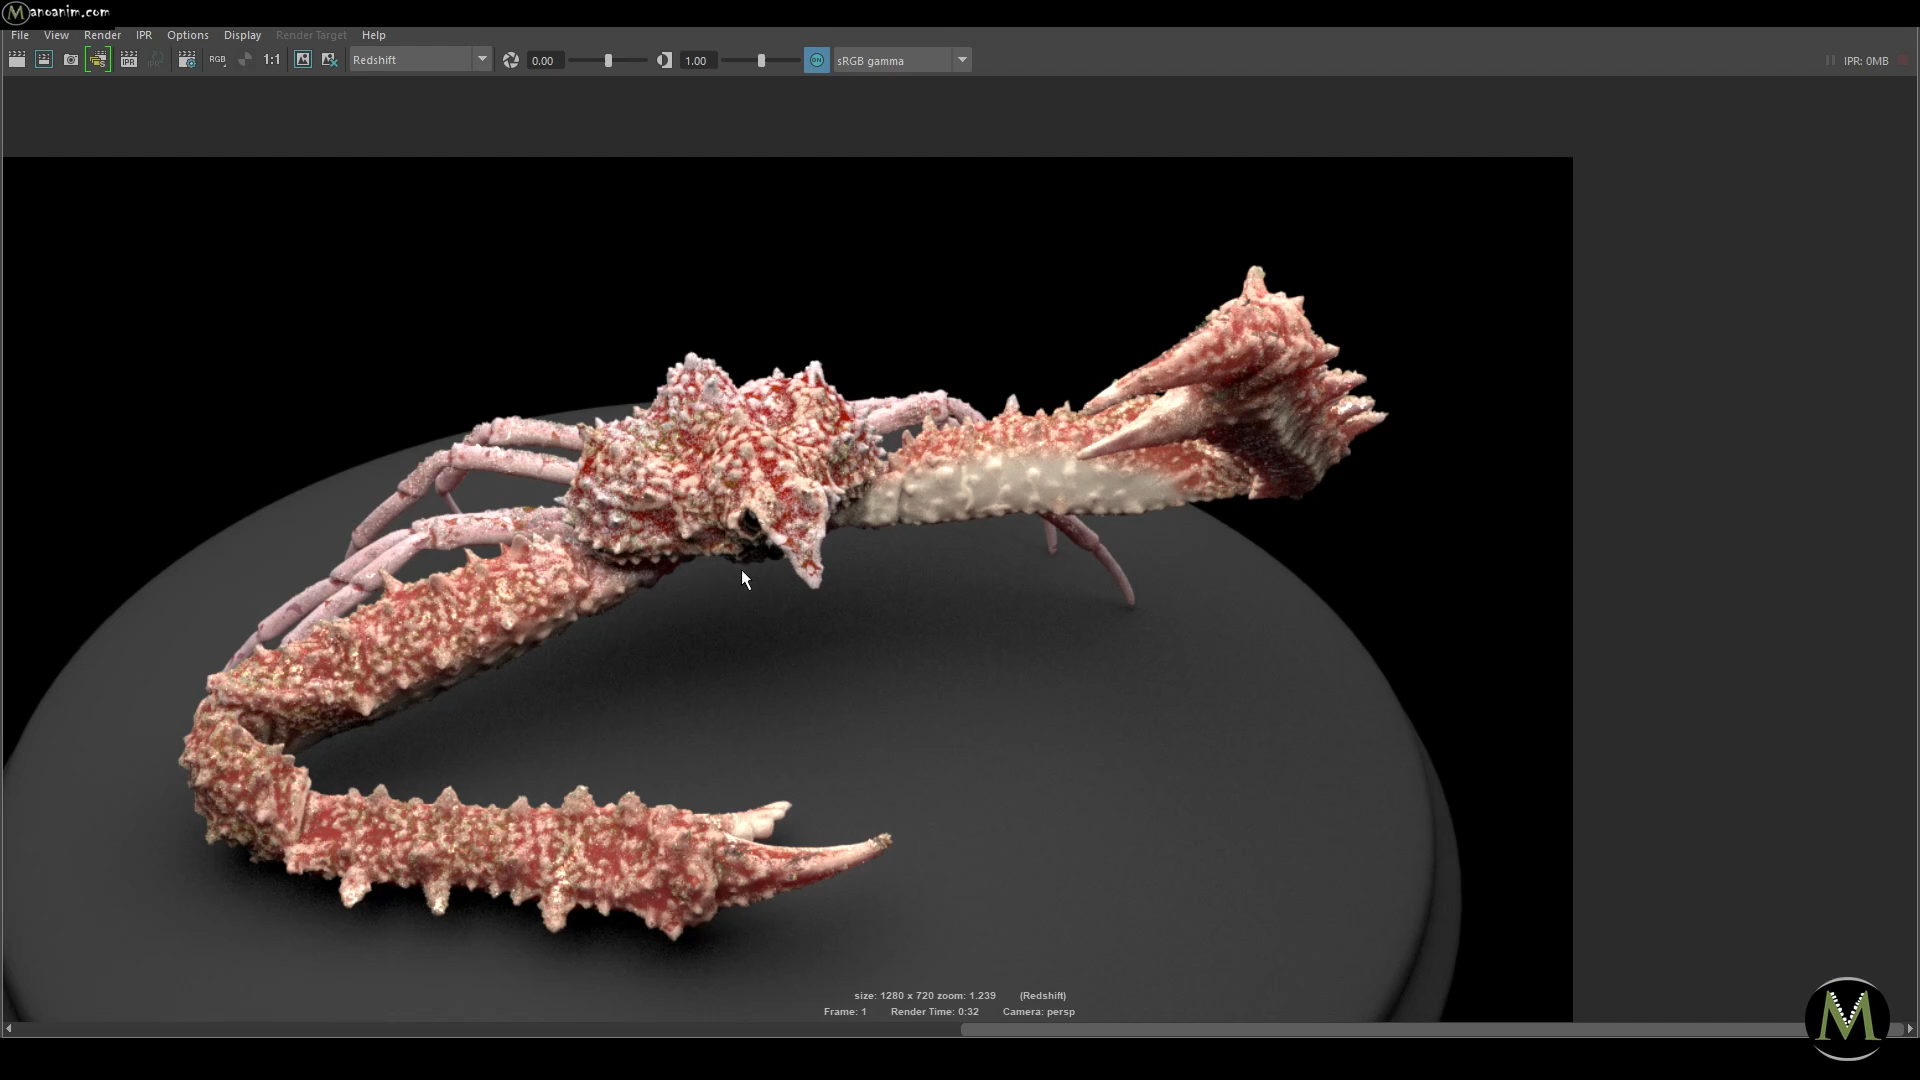 Manoanim.com
File View Render IPR Options Display Render Target Help
IPR RGB 1:1 Redshift 0.00 1.00 ON sRGB gamma IPR: 0MB
size: 1280 x 720 zoom: 1.239 (Redshift)
Frame: 1 Render Time: 0:32 Camera: persp
M